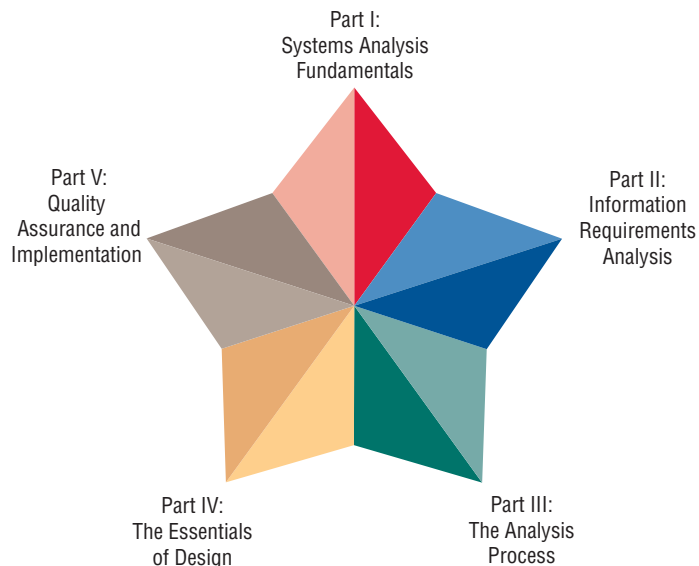 Part I:
Systems Analysis
Fundamentals
Part II:
Information
Requirements
Analysis
Part III:
The Analysis
Process
Part IV:
The Essentials
of Design
Part V:
Quality
Assurance and
Implementation